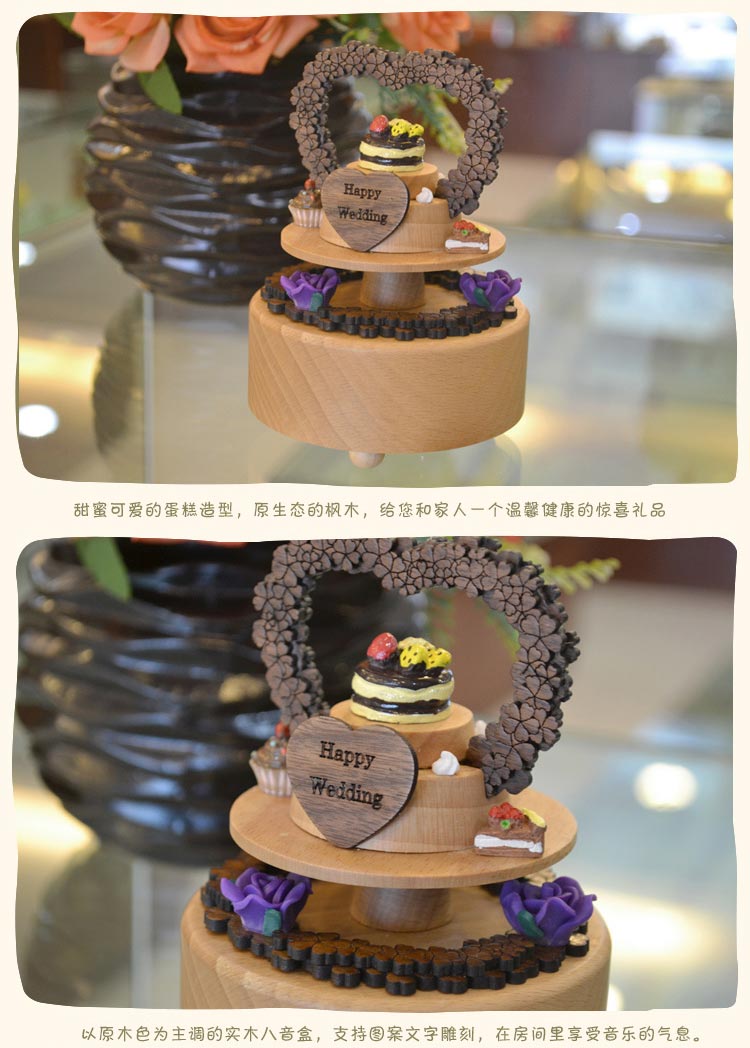 Happy
Wedding
甜蜜可爱的蛋糕造型，原生态的枫木，给您和家人一个温馨健康的惊喜礼品
Happy
Wedding
以原木色为主调的实木八音盒，支持图案文字雕刻，在房间里享受音乐的气息。